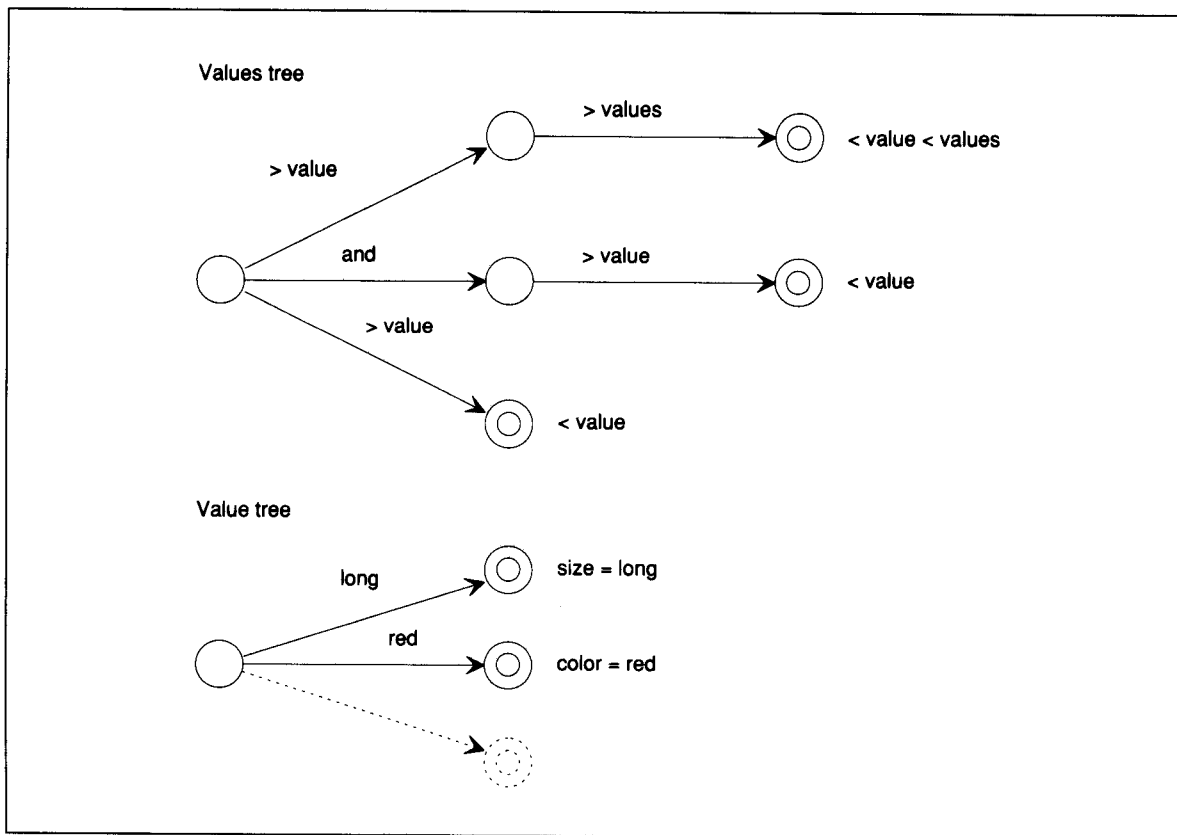 Values tree
> values
< value < values
> value
and
> value
< value
> value
< value
Value tree
long
size = long
red
color = red